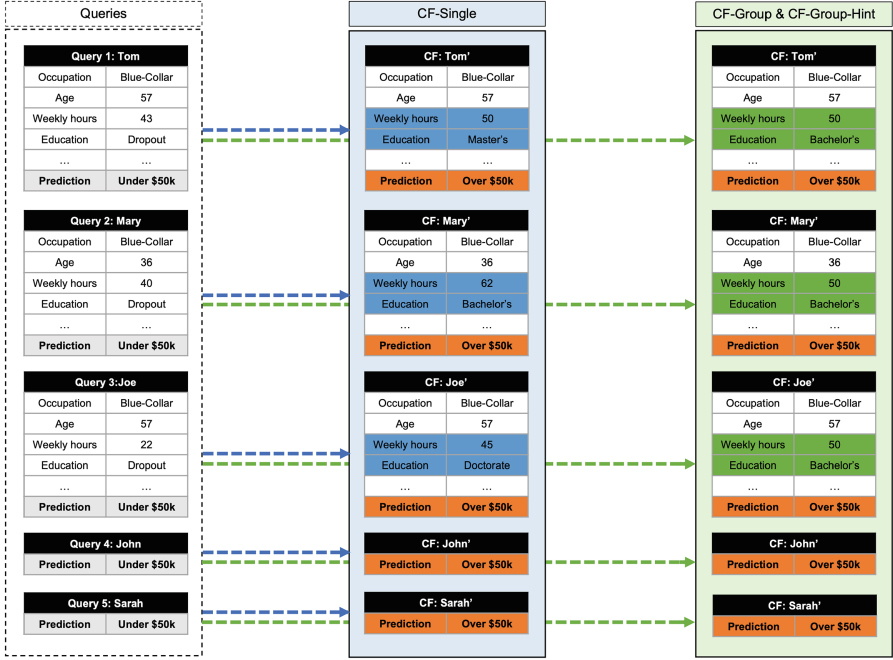 Queries
CF-Single
CF-Group & CF-Group-Hint
Query 1: Tom
Occupation Blue-Collar
Age 57
Weekly hours 43
Education Dropout
... ...
Prediction Under $50k
Query 2: Mary
Occupation Blue-Collar
Age 36
Weekly hours 40
Education Dropout
... ...
Prediction Under $50k
Query 3:Joe
Occupation Blue-Collar
Age 57
Weekly hours 22
Education Dropout
... ...
Prediction Under $50k
Query 4: John
Prediction Under $50k
Query 5: Sarah
Prediction Under $50k
CF: Tom’
Occupation Blue-Collar
Age 57
Weekly hours 50
Education Master’s
... ...
Prediction Over $50k
CF: Mary’
Occupation Blue-Collar
Age 36
Weekly hours 62
Education Bachelor’s
... ...
Prediction Over $50k
CF: Joe’
Occupation Blue-Collar
Age 57
Weekly hours 45
Education Doctorate
... ...
Prediction Over $50k
CF: John’
Prediction Over $50k
CF: Sarah’
Prediction Over $50k
CF: Tom’
Occupation Blue-Collar
Age 57
Weekly hours 50
Education Bachelor’s
... ...
Prediction Over $50k
CF: Mary’
Occupation Blue-Collar
Age 36
Weekly hours 50
Education Bachelor’s
... ...
Prediction Over $50k
CF: Joe’
Occupation Blue-Collar
Age 57
Weekly hours 50
Education Bachelor’s
... ...
Prediction Over $50k
CF: John’
Prediction Over $50k
CF: Sarah’
Prediction Over $50k